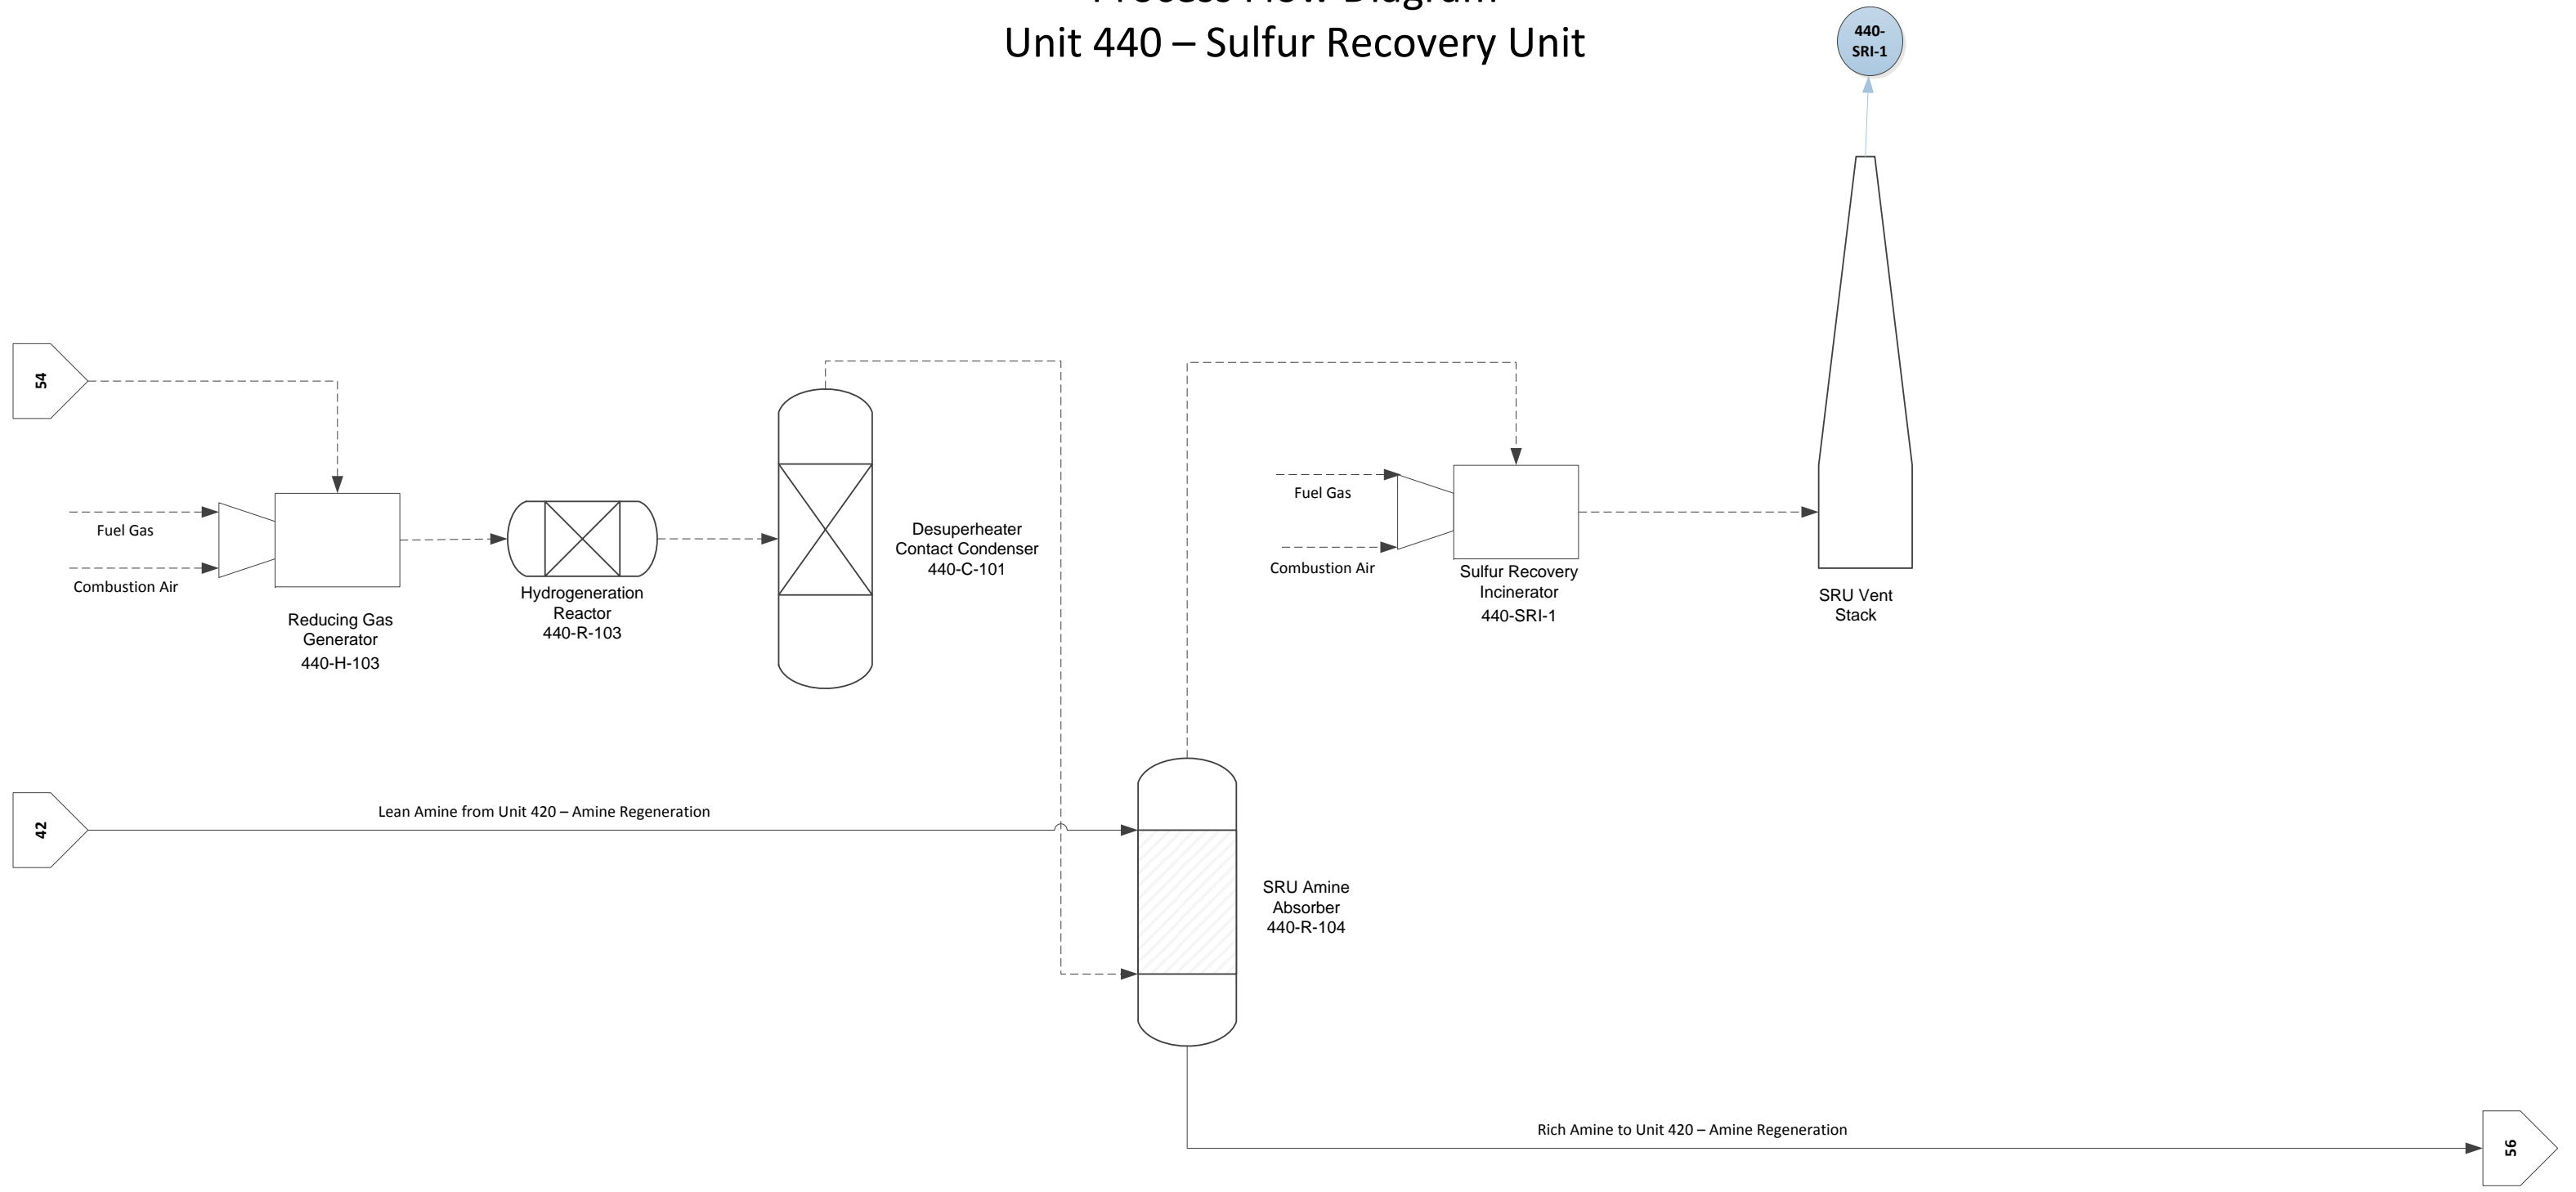 Process Flow Diagram
Unit 440 – Sulfur Recovery Unit
440-
SRI-1
54
Fuel Gas
Combustion Air
Reducing Gas
Generator
440-H-103
Hydrogeneration
Reactor
440-R-103
Desuperheater
Contact Condenser
440-C-101
Fuel Gas
Combustion Air
Sulfur Recovery
Incinerator
440-SRI-1
SRU Vent
Stack
42
Lean Amine from Unit 420 – Amine Regeneration
SRU Amine
Absorber
440-R-104
Rich Amine to Unit 420 – Amine Regeneration
56